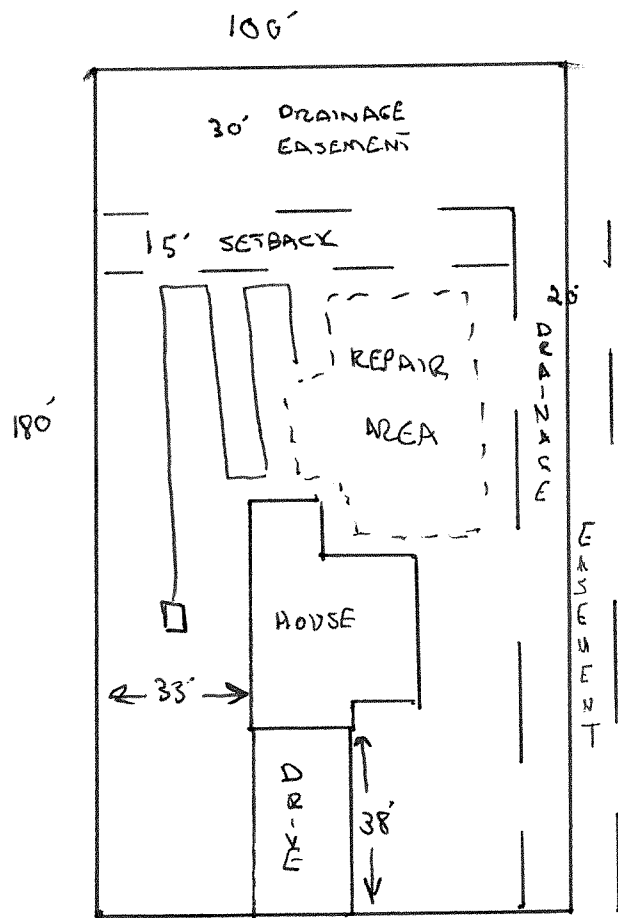 100'
30' DRAINAGE
EASEMENT
15' SETBACK
20'
DRAINAGE
REPAIR
AREA
180'
EASEMENT
HOUSE
33'
DRIVE
38'